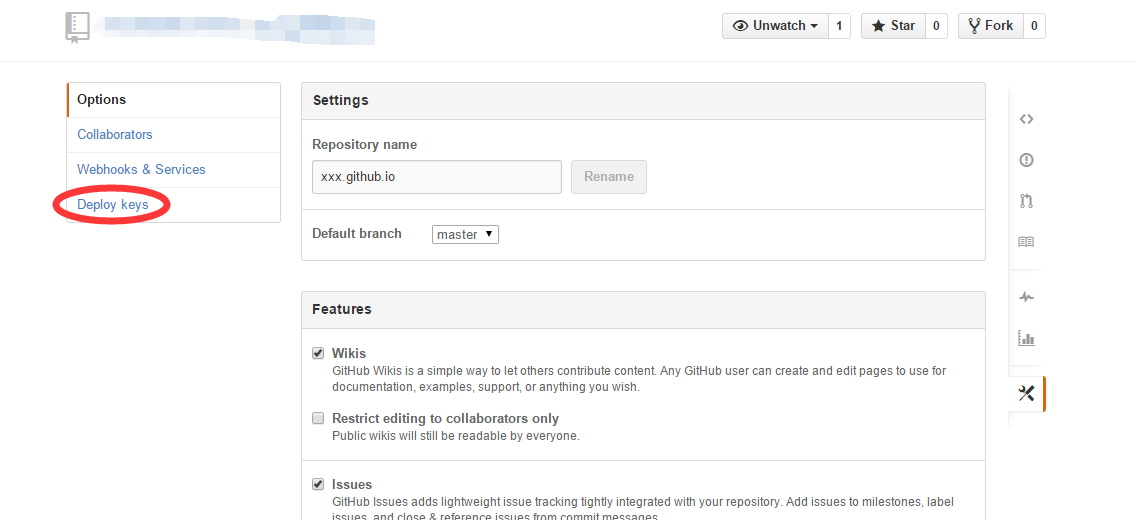 Unwatch 1 Star 0 Fork 0
Options
Collaborators
Webhooks & Services
Deploy keys
Settings
Repository name
xxx.github.io Rename
Default branch master
Features
Wikis
GitHub Wikis is a simple way to let others contribute content. Any GitHub user can create and edit pages to use for
documentation, examples, support, or anything you wish.
Restrict editing to collaborators only
Public wikis will still be readable by everyone.
Issues
GitHub Issues adds lightweight issue tracking tightly integrated with your repository. Add issues to milestones, label
issues, and close & reference issues from commit messages.